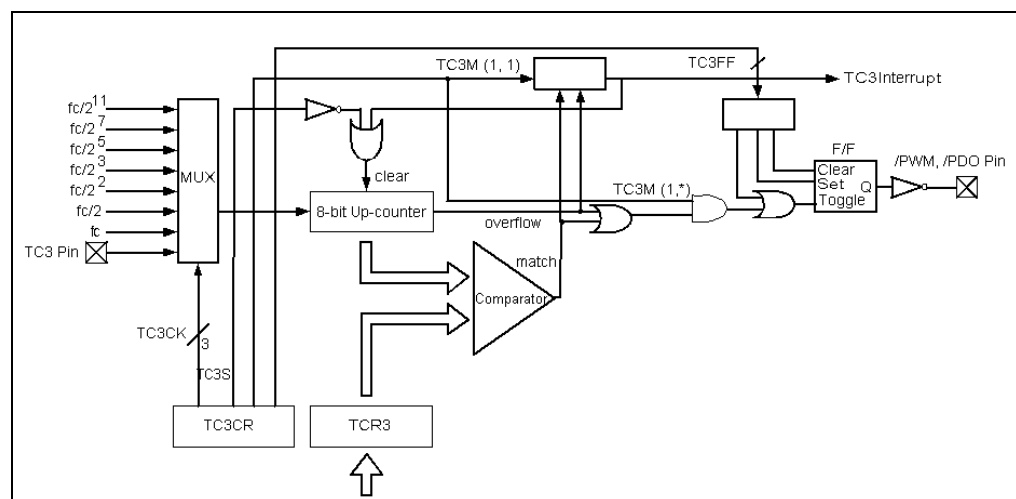 TC3M (1, 1)
TC3FF
TC3Interrupt
fc/2^11
fc/2^7
fc/2^5
fc/2^3
fc/2^2
fc/2
fc
TC3 Pin
MUX
clear
8-bit Up-counter
overflow
TC3M (1,*)
F/F
Clear
Set
Toggle
Q
/PWM, /PDO Pin
match
Comparator
TC3CK
3
TC3S
TC3CR
TCR3